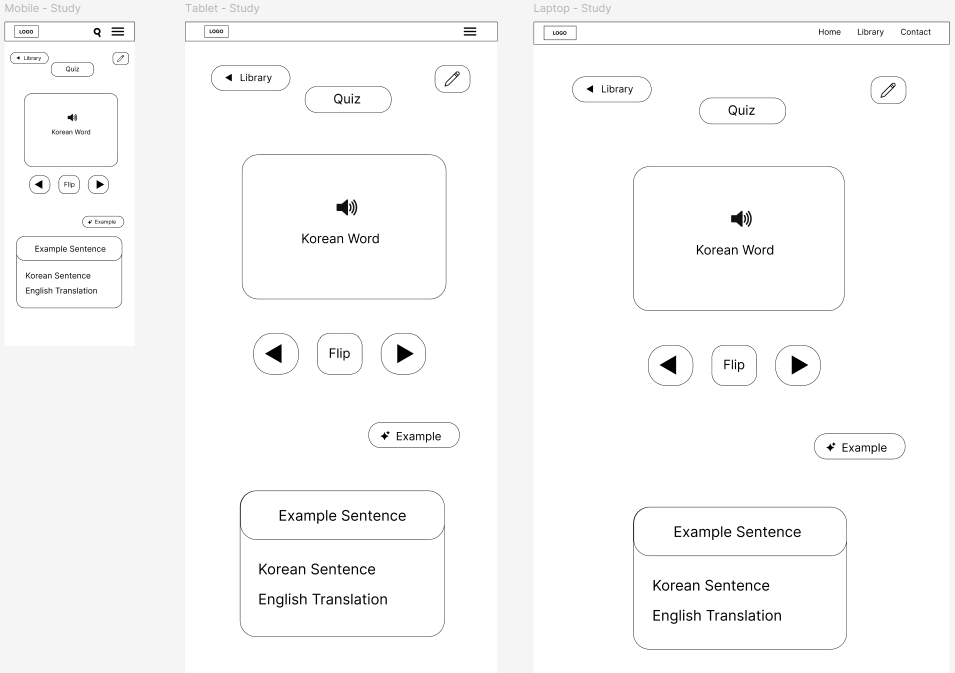 Mobile - Study
LOGO
Library
Quiz
Korean Word
Flip
Example
Example Sentence
Korean Sentence
English Translation
Tablet - Study
LOGO
Library
Quiz
Korean Word
Flip
Example
Example Sentence
Korean Sentence
English Translation
Laptop - Study
LOGO
Home Library Contact
Library
Quiz
Korean Word
Flip
Example
Example Sentence
Korean Sentence
English Translation